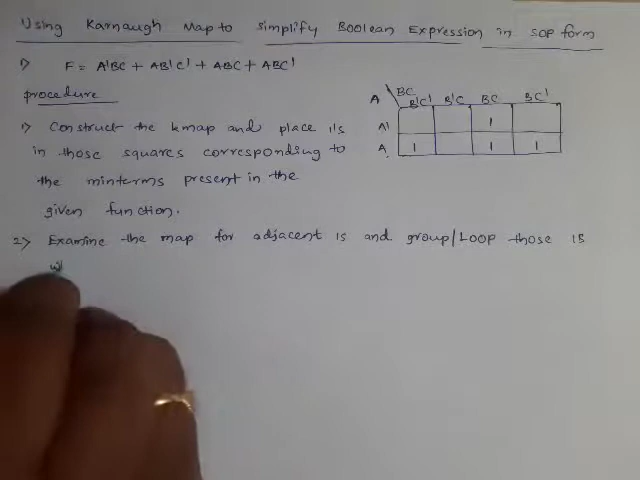 Using Karnaugh Map to simplify Boolean Expression in SOP form
1) F = A'BC + AB'C' + ABC + ABC'
procedure
A \ BC B'C' B'C BC BC'
A' 1
A 1 1 1
1) Construct the kmap and place 1s
in those squares corresponding to
the minterms present in the
given function.
2) Examine the map for adjacent 1s and group/Loop those 1s